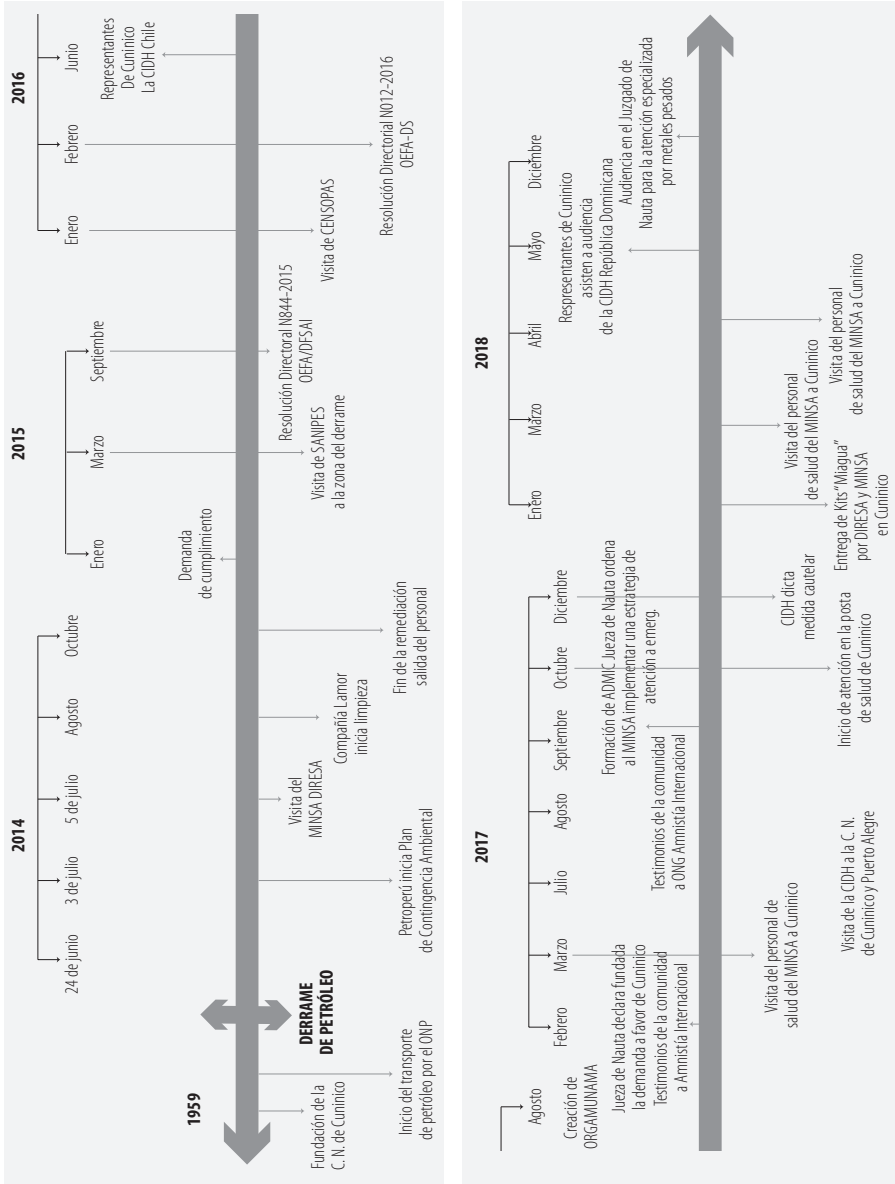 1959
Fundación de la
C. N. de Cuninico
Inicio del transporte
de petróleo por el ONP
DERRAME
DE PETRÓLEO
2014
24 de junio
3 de julio
5 de julio
Agosto
Octubre
Petroperú inicia Plan
de Contingencia Ambiental
Visita del
MINSA DIRESA
Compañía Lamor
inicia limpieza
Fin de la remediación
salida del personal
2015
Enero
Marzo
Septiembre
Demanda
de cumplimiento
Visita de SANIPES
a la zona del derrame
Resolución Directoral N844-2015
OEFA/DFSAI
2016
Enero
Febrero
Junio
Visita de CENSOPAS
Resolución Directorial N012-2016
OEFA-DS
Representantes
De Cuninico
La CIDH Chile
Agosto
Creación de
ORGAMUNAMA
2017
Febrero
Marzo
Julio
Agosto
Septiembre
Octubre
Diciembre
Jueza de Nauta declara fundada
la demanda a favor de Cuninico
Testimonios de la comunidad
a Amnistía Internacional
Visita del personal de
salud del MINSA a Cuninico
Visita de la CIDH a la C. N.
de Cuninico y Puerto Alegre
Testimonios de la comunidad
a ONG Amnistía Internacional
Formación de ADMIC Jueza de Nauta ordena
al MINSA implementar una estrategia de
atención a emerg.
Inicio de atención en la posta
de salud de Cuninico
CIDH dicta
medida cautelar
2018
Enero
Marzo
Abril
Mayo
Diciembre
Entrega de Kits "Miagua"
por DIRESA y MINSA
en Cuninico
Visita del personal
de salud del MINSA a Cuninico
Visita del personal
de salud del MINSA a Cuninico
Respresentantes de Cuninico
asisten a audiencia
de la CIDH República Dominicana
Audiencia en el Juzgado de
Nauta para la atención especializada
por metales pesados